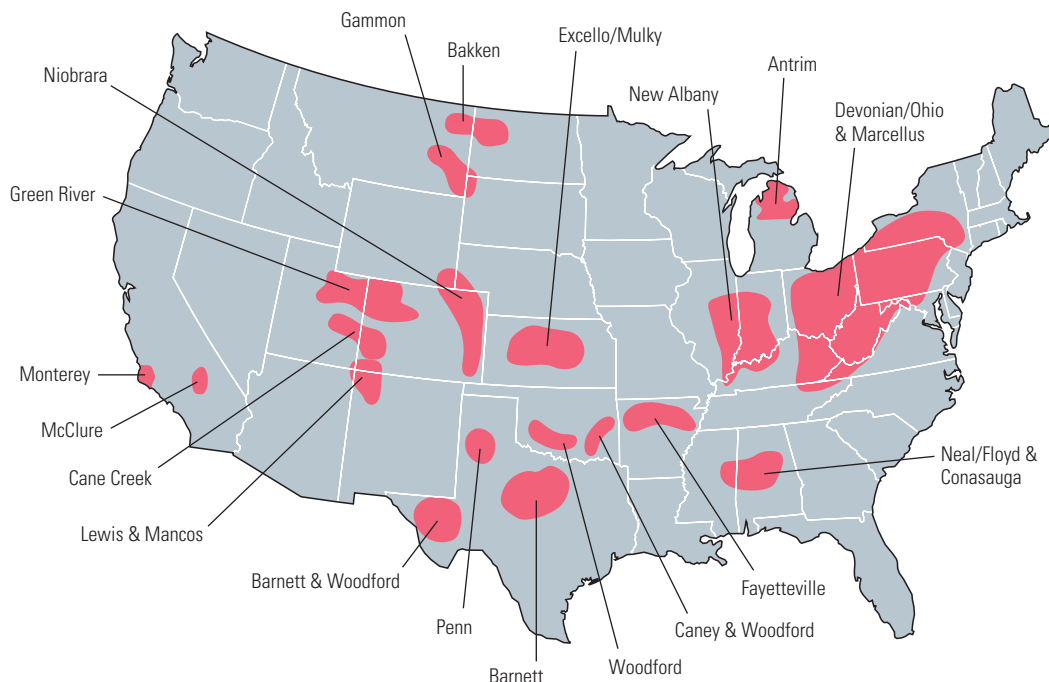 Gammon
Bakken
Excello/Mulky
Antrim
Niobrara
New Albany
Devonian/Ohio
& Marcellus
Green River
Monterey
McClure
Cane Creek
Neal/Floyd &
Conasauga
Lewis & Mancos
Barnett & Woodford
Fayetteville
Penn
Caney & Woodford
Woodford
Barnett